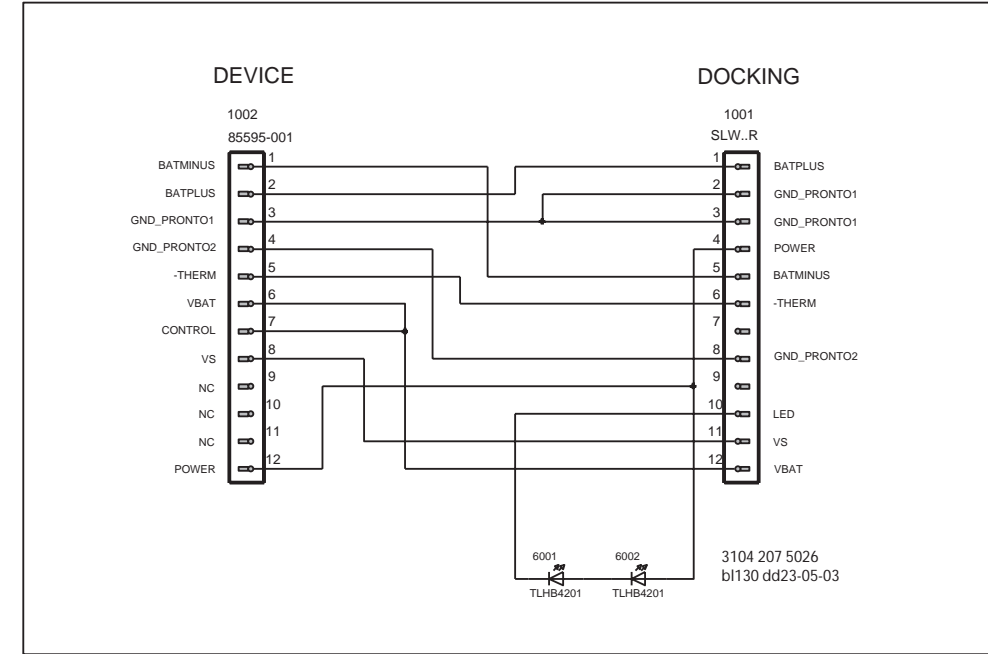 DEVICE
DOCKING
1002
85595-001
1001
SLW..R
BATMINUS 1
BATPLUS 2
GND_PRONTO1 3
GND_PRONTO2 4
-THERM 5
VBAT 6
CONTROL 7
VS 8
NC 9
NC 10
NC 11
POWER 12
1 BATPLUS
2 GND_PRONTO1
3 GND_PRONTO1
4 POWER
5 BATMINUS
6 -THERM
7
8 GND_PRONTO2
9
10 LED
11 VS
12 VBAT
6001
TLHB4201
6002
TLHB4201
3104 207 5026
bl130 dd23-05-03